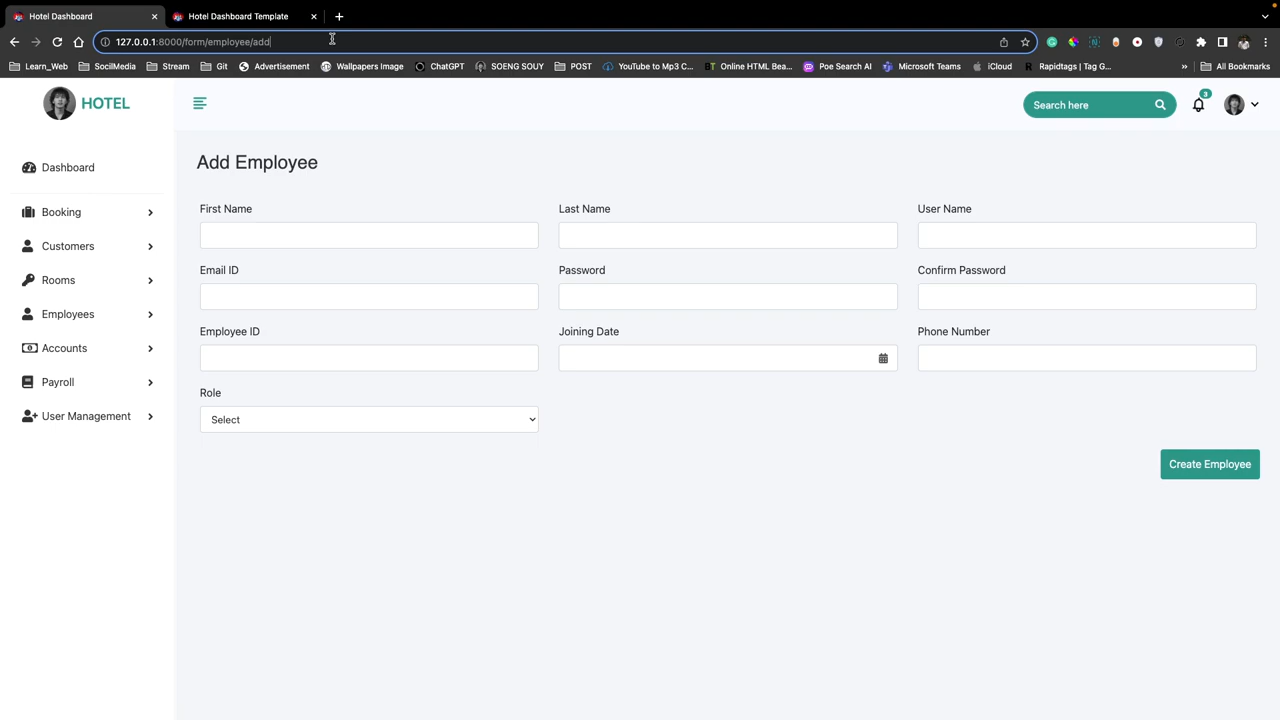 Hotel Dashboard
Hotel Dashboard Template
127.0.0.1:8000/form/employee/add
Learn_Web
SocilMedia
Stream
Git
Advertisement
Wallpapers Image
ChatGPT
SOENG SOUY
POST
YouTube to Mp3 C...
BT Online HTML Bea...
Poe Search AI
Microsoft Teams
iCloud
R Rapidtags | Tag G...
»
All Bookmarks
HOTEL
Search here
3
Dashboard
Booking
Customers
Rooms
Employees
Accounts
Payroll
User Management
Add Employee
First Name
Last Name
User Name
Email ID
Password
Confirm Password
Employee ID
Joining Date
Phone Number
Role
Select
Create Employee